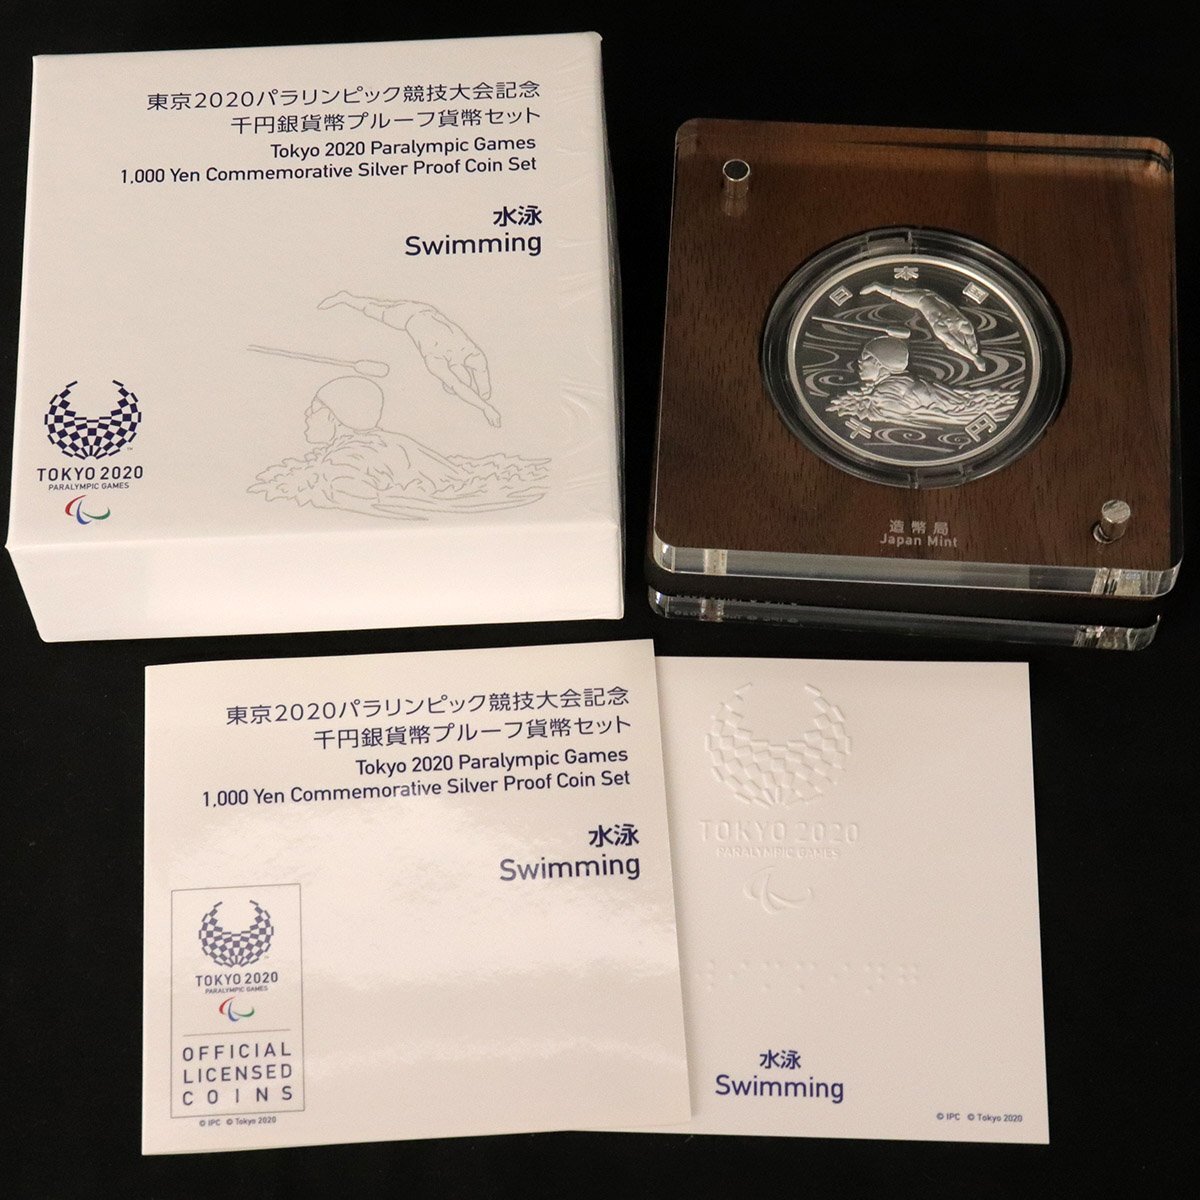 東京2020パラリンピック競技大会記念
千円銀貨幣プルーフ貨幣セット
Tokyo 2020 Paralympic Games
1,000 Yen Commemorative Silver Proof Coin Set
水泳
Swimming
TOKYO 2020
PARALYMPIC GAMES
日本国
千円
造幣局
Japan Mint
東京2020パラリンピック競技大会記念
千円銀貨幣プルーフ貨幣セット
Tokyo 2020 Paralympic Games
1,000 Yen Commemorative Silver Proof Coin Set
水泳
Swimming
TOKYO 2020
PARALYMPIC GAMES
OFFICIAL
LICENSED
COINS
© IPC © Tokyo 2020
TOKYO 2020
PARALYMPIC GAMES
水泳
Swimming
© IPC © Tokyo 2020